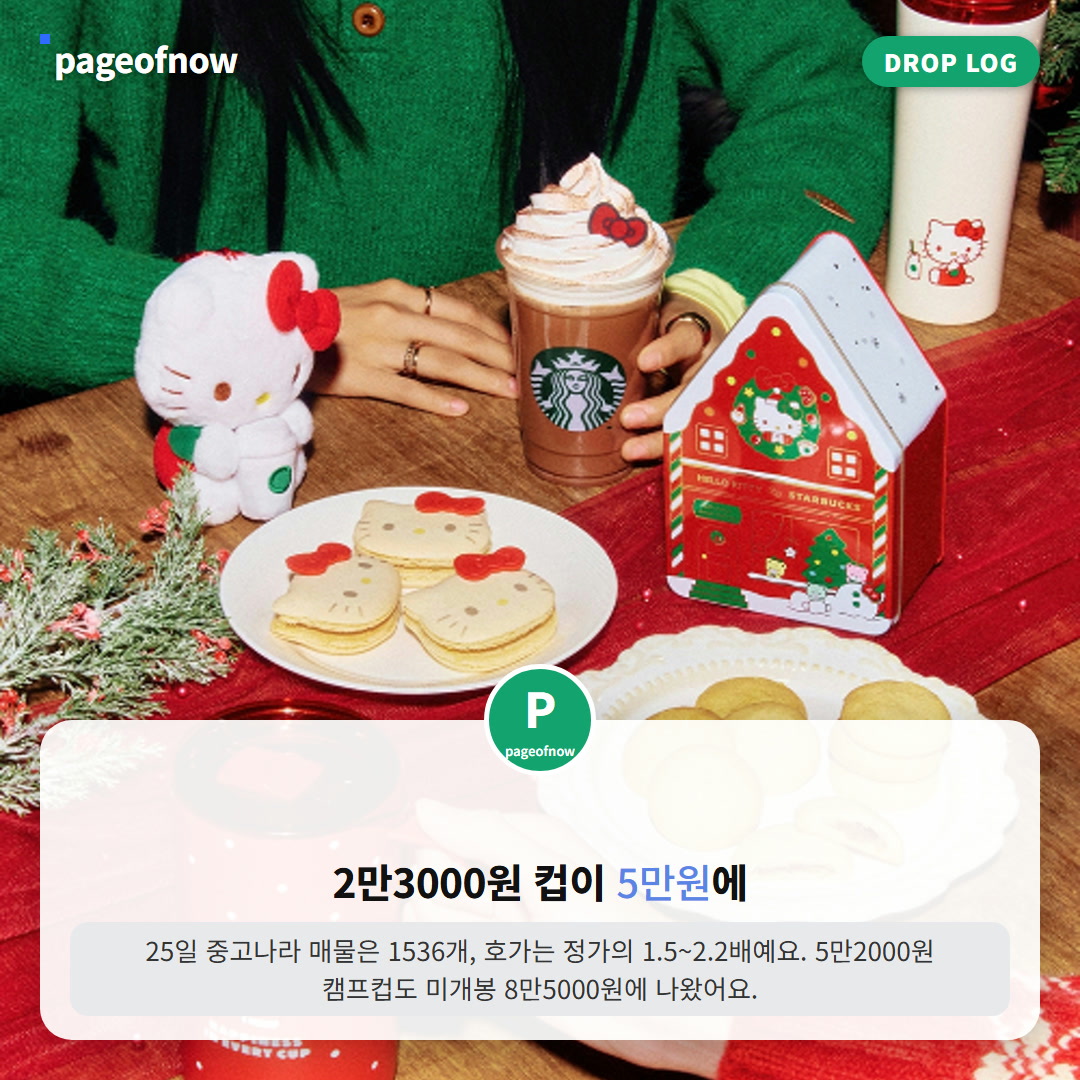 pageofnow
DROP LOG
HELLO KITTY
STARBUCKS
P
pageofnow
2만3000원 컵이 5만원에
25일 중고나라 매물은 1536개, 호가는 정가의 1.5~2.2배예요. 5만2000원
캠프컵도 미개봉 8만5000원에 나왔어요.
EVERY CUP